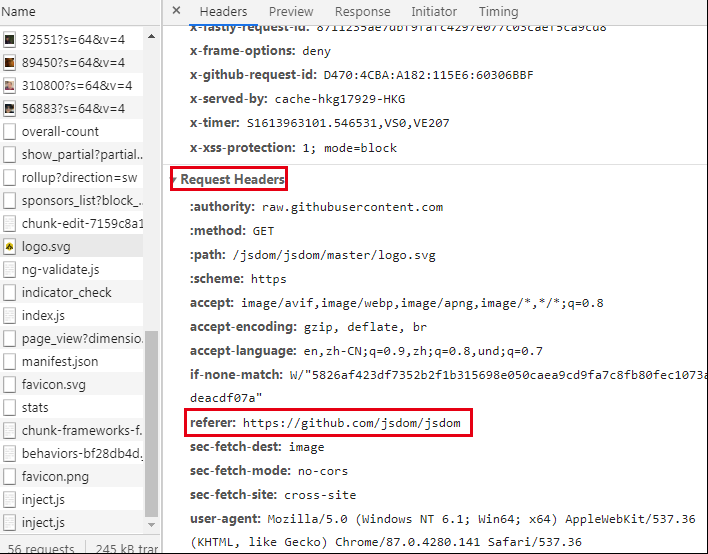 Name
32551?s=64&v=4
89450?s=64&v=4
310800?s=64&v=4
56883?s=64&v=4
overall-count
show_partial?partial...
rollup?direction=sw
sponsors_list?block_...
chunk-edit-7159c8a1
logo.svg
ng-validate.js
indicator_check
index.js
page_view?dimensio...
manifest.json
favicon.svg
stats
chunk-frameworks-f...
behaviors-bf28db4d...
favicon.png
inject.js
inject.js
56 requests
245 kB tran
× Headers Preview Response Initiator Timing
x-fastly-request-id: 8711235ae7dbf9fafc4297e077c03caef5ca9cd8
x-frame-options: deny
x-github-request-id: D470:4CBA:A182:115E6:60306BBF
x-served-by: cache-hkg17929-HKG
x-timer: S1613963101.546531,VS0,VE207
x-xss-protection: 1; mode=block
Request Headers
:authority: raw.githubusercontent.com
:method: GET
:path: /jsdom/jsdom/master/logo.svg
:scheme: https
accept: image/avif,image/webp,image/apng,image/*,*/*;q=0.8
accept-encoding: gzip, deflate, br
accept-language: en,zh-CN;q=0.9,zh;q=0.8,und;q=0.7
if-none-match: W/"5826af423df7352b2f1b315698e050caea9cd9fa7c8fb80fec1073a
deacdf07a"
referer: https://github.com/jsdom/jsdom
sec-fetch-dest: image
sec-fetch-mode: no-cors
sec-fetch-site: cross-site
user-agent: Mozilla/5.0 (Windows NT 6.1; Win64; x64) AppleWebKit/537.36
(KHTML, like Gecko) Chrome/87.0.4280.141 Safari/537.36